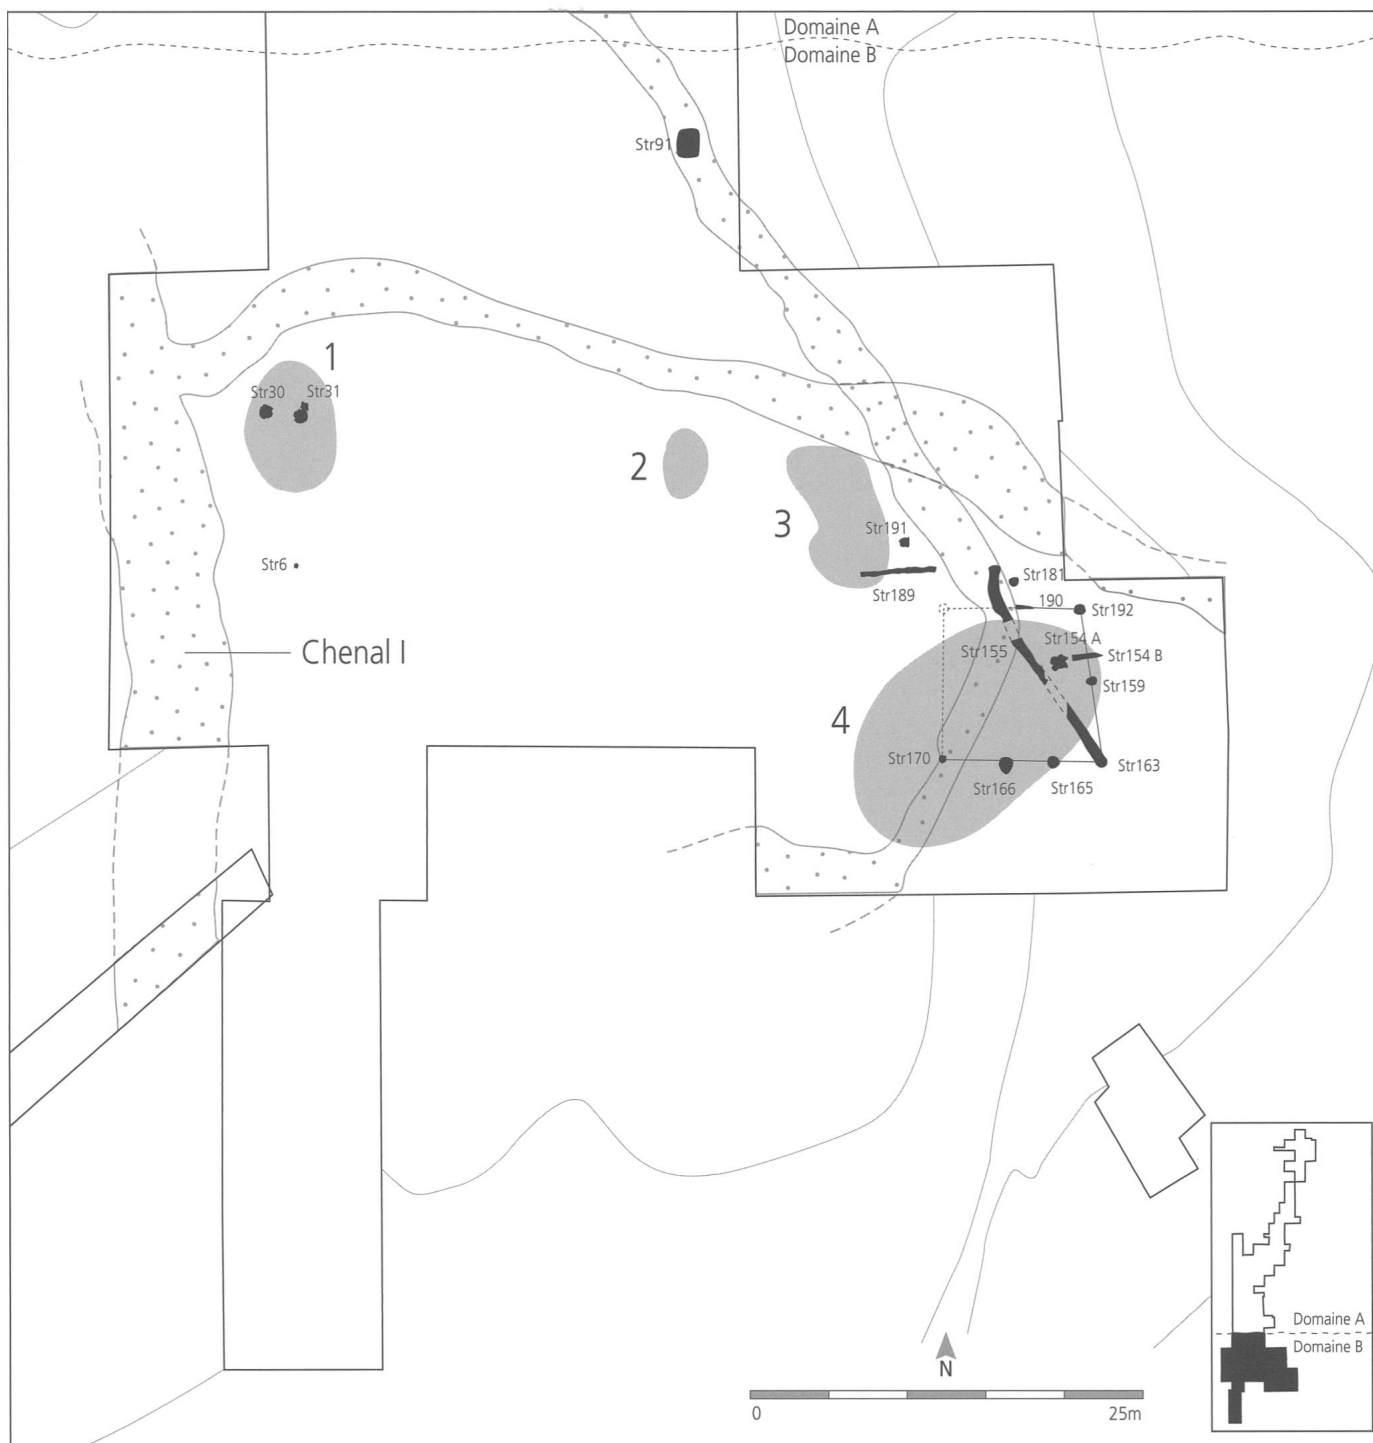 Domaine A
Domaine B
Str91
1
Str30
Str31
2
3
Str191
Str6
Str189
Str181
190
Str192
Chenal I
Str155
Str154 A
Str154 B
Str159
4
Str170
Str166
Str165
Str163
N
0
25m
Domaine A
Domaine B